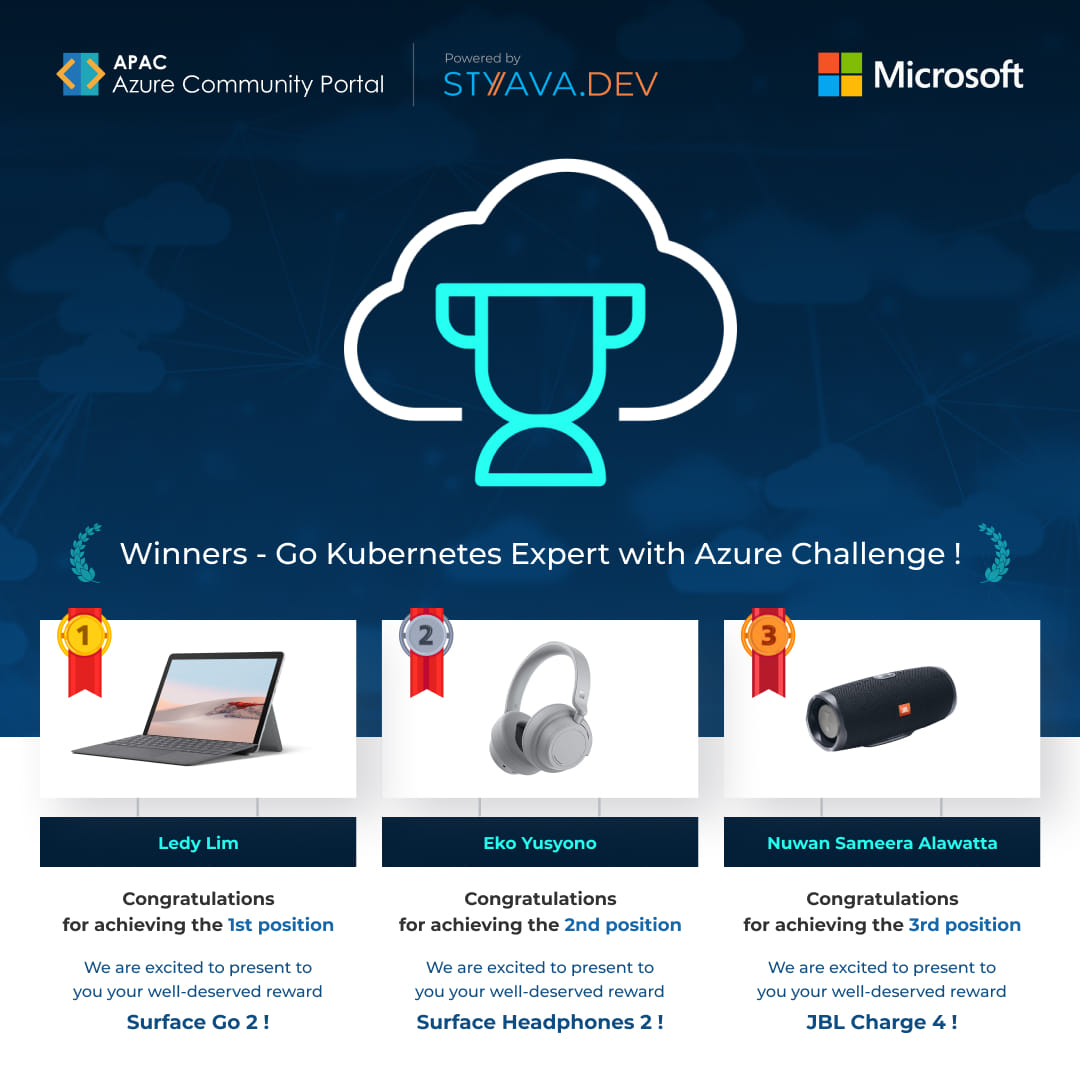 APAC
Azure Community Portal
Powered by
STYAVA.DEV
Microsoft
Winners - Go Kubernetes Expert with Azure Challenge !
1
2
3
JBL
Ledy Lim
Eko Yusyono
Nuwan Sameera Alawatta
Congratulations
for achieving the 1st position
We are excited to present to
you your well-deserved reward
Surface Go 2 !
Congratulations
for achieving the 2nd position
We are excited to present to
you your well-deserved reward
Surface Headphones 2 !
Congratulations
for achieving the 3rd position
We are excited to present to
you your well-deserved reward
JBL Charge 4 !